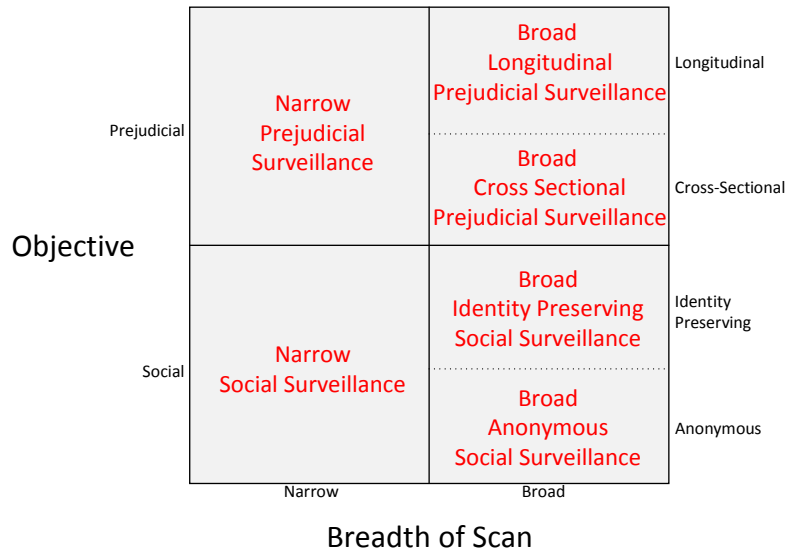 Broad
Longitudinal
Prejudicial Surveillance
Longitudinal
Narrow
Prejudicial
Surveillance
Prejudicial
Broad
Cross Sectional
Prejudicial Surveillance
Cross-Sectional
Objective
Broad
Identity Preserving
Social Surveillance
Identity
Preserving
Narrow
Social Surveillance
Social
Broad
Anonymous
Social Surveillance
Anonymous
Narrow
Broad
Breadth of Scan